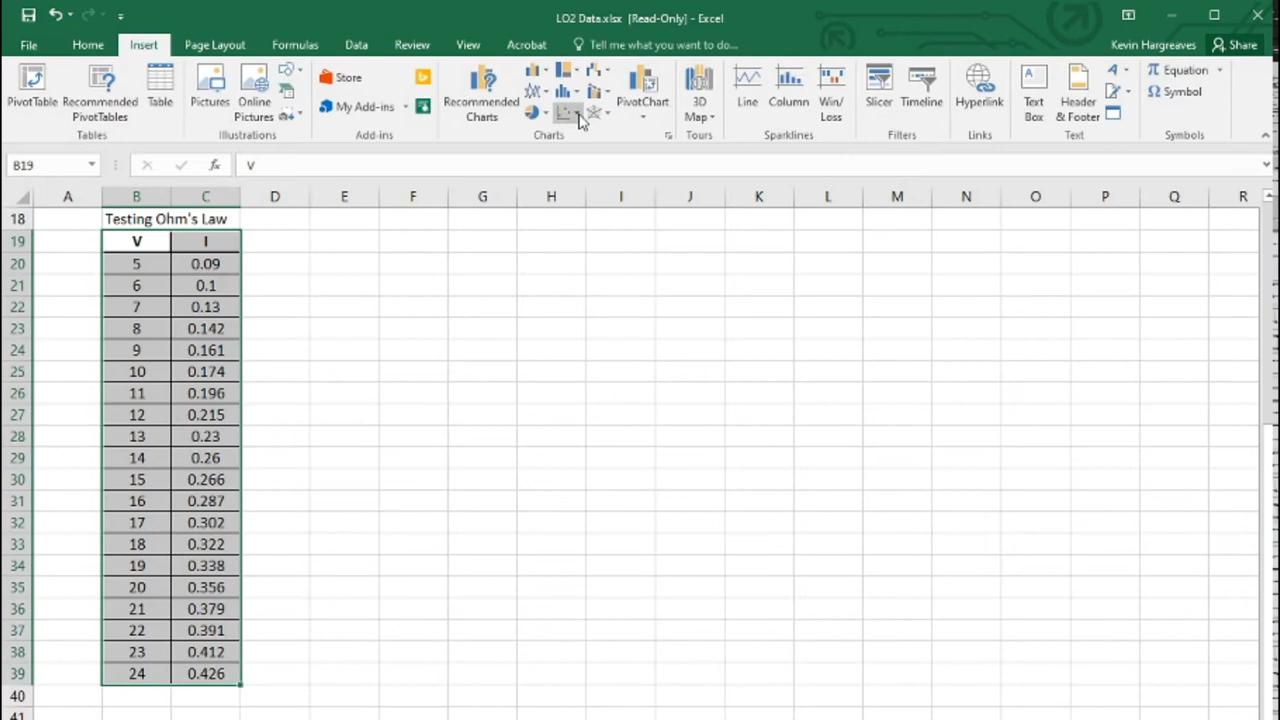 LO2 Data.xlsx [Read-Only] - Excel
File Home Insert Page Layout Formulas Data Review View Acrobat Tell me what you want to do... Kevin Hargreaves Share
PivotTable Recommended PivotTables Table Pictures Online Pictures Store My Add-ins Recommended Charts PivotChart 3D Map Line Column Win/Loss Slicer Timeline Hyperlink Text Box Header & Footer Equation Symbol
Tables Illustrations Add-ins Charts Tours Sparklines Filters Links Text Symbols
B19 fx V
A B C D E F G H I J K L M N O P Q R
18 Testing Ohm's Law
19 V I
20 5 0.09
21 6 0.1
22 7 0.13
23 8 0.142
24 9 0.161
25 10 0.174
26 11 0.196
27 12 0.215
28 13 0.23
29 14 0.26
30 15 0.266
31 16 0.287
32 17 0.302
33 18 0.322
34 19 0.338
35 20 0.356
36 21 0.379
37 22 0.391
38 23 0.412
39 24 0.426
40
41